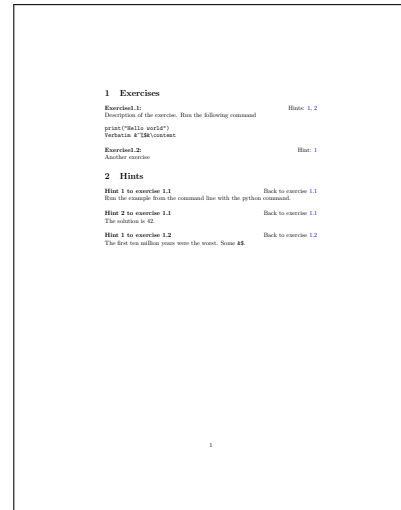 1 Exercises
Exercise1.1: Hints: 1, 2
Description of the exercise. Run the following command
print("Hello world")
Verbatim &~%$&\content
Exercise1.2: Hint: 1
Another exercise
2 Hints
Hint 1 to exercise 1.1 Back to exercise 1.1
Run the example from the command line with the python command.
Hint 2 to exercise 1.1 Back to exercise 1.1
The solution is 42.
Hint 1 to exercise 1.2 Back to exercise 1.2
The first ten million years were the worst. Some &$.
1